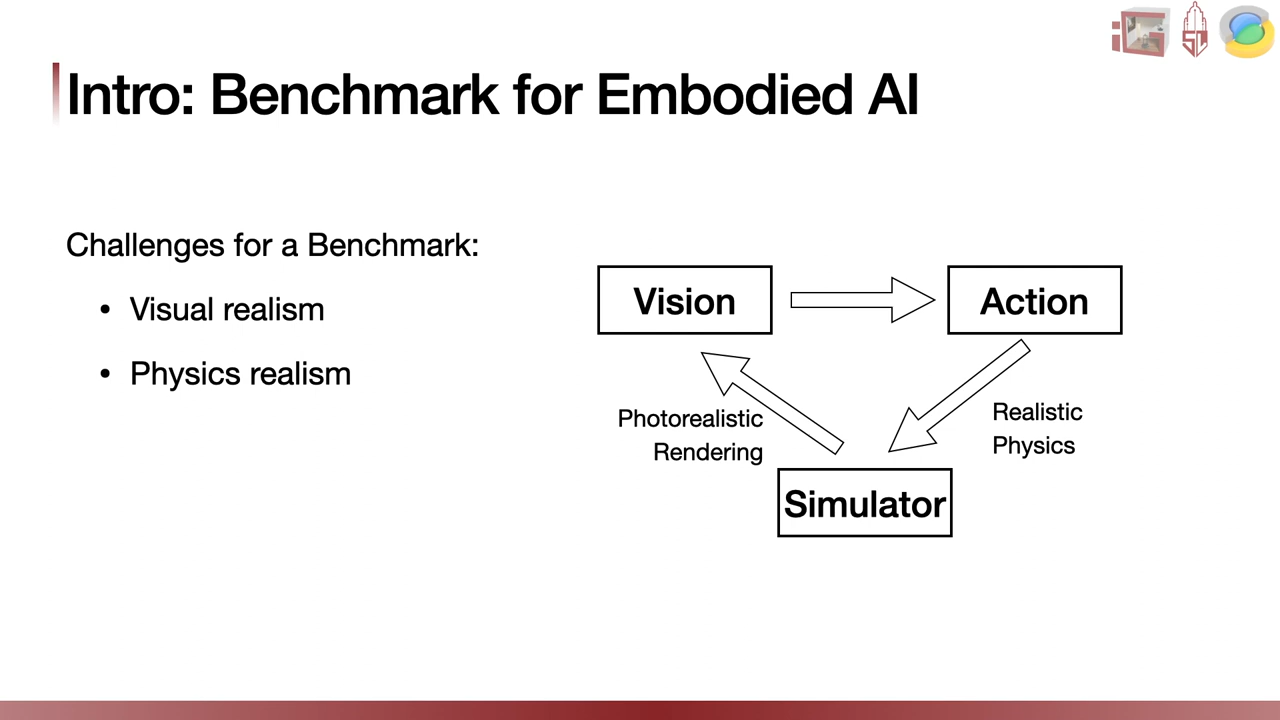 Intro: Benchmark for Embodied AI
Challenges for a Benchmark:
• Visual realism
• Physics realism
Vision
Action
Photorealistic
Rendering
Realistic
Physics
Simulator